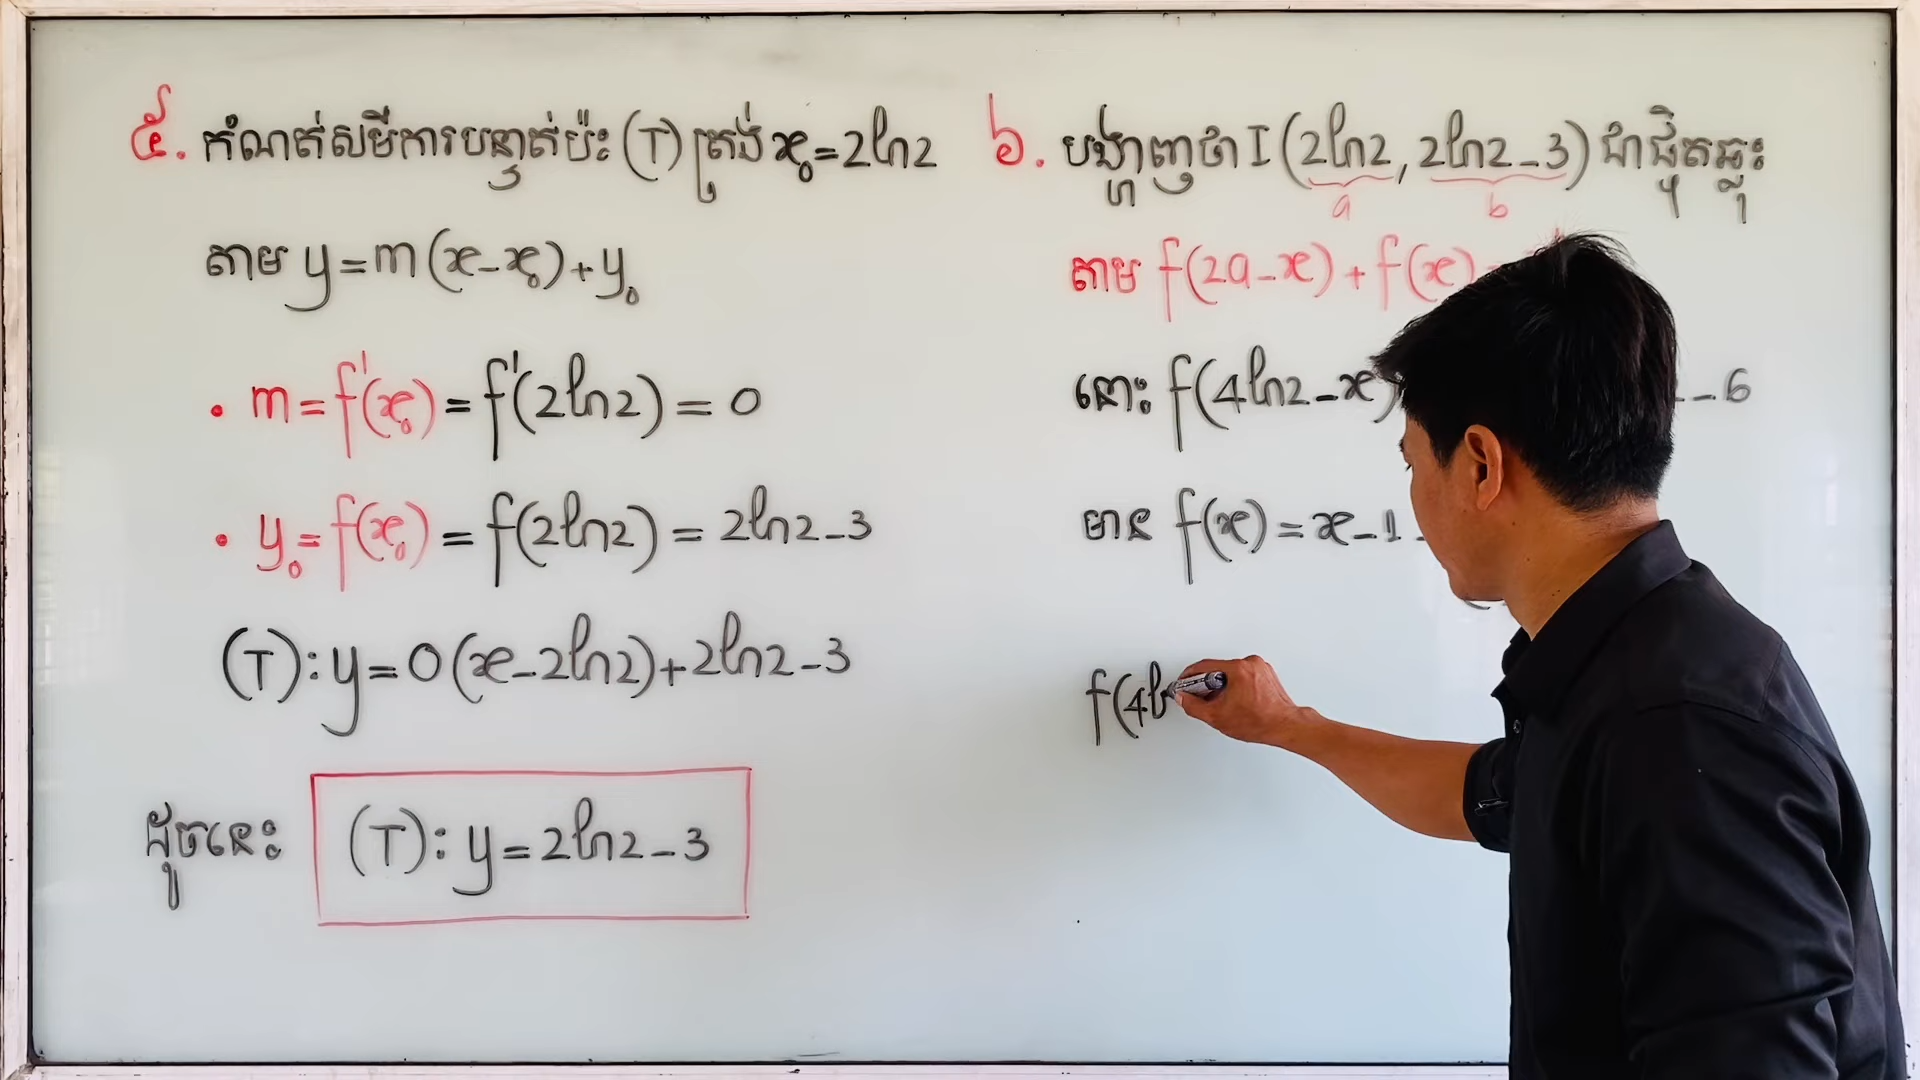 ៥. កំណត់សមីការបន្ទាត់ប៉ះ (T) ត្រង់ x₀ = 2ln2
តាម y = m(x - x₀) + y₀
• m = f'(x₀) = f'(2ln2) = 0
• y₀ = f(x₀) = f(2ln2) = 2ln2 - 3
(T): y = 0(x - 2ln2) + 2ln2 - 3
ដូចនេះ (T): y = 2ln2 - 3
៦. បង្ហាញថា I (2ln2, 2ln2 - 3) ជាផ្ចិតឆ្លុះ
a b
តាម f(2a - x) + f(x)
នោះ f(4ln2 - x) - 6
មាន f(x) = x - 1
f(4l